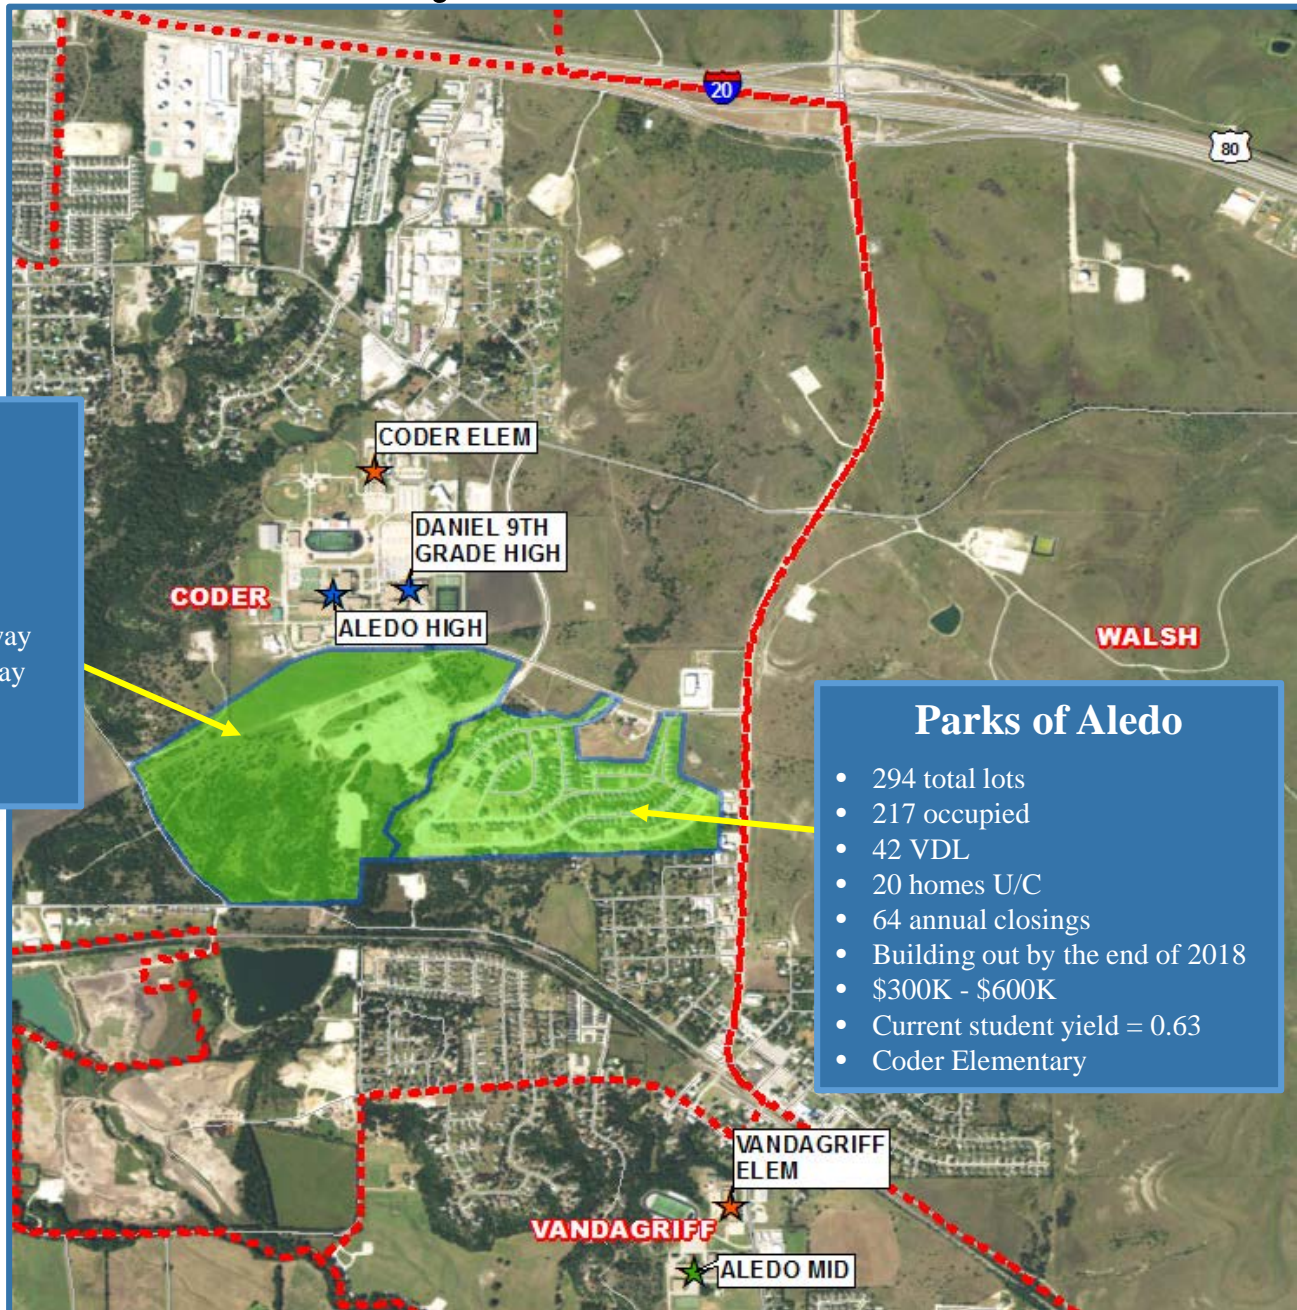 20
80
CODER ELEM
DANIEL 9TH
GRADE HIGH
CODER
ALEDO HIGH
WALSH
Parks of Aledo
• 294 total lots
• 217 occupied
• 42 VDL
• 20 homes U/C
• 64 annual closings
• Building out by the end of 2018
• $300K - $600K
• Current student yield = 0.63
• Coder Elementary
VANDAGRIFF
ELEM
VANDAGRIFF
ALEDO MID